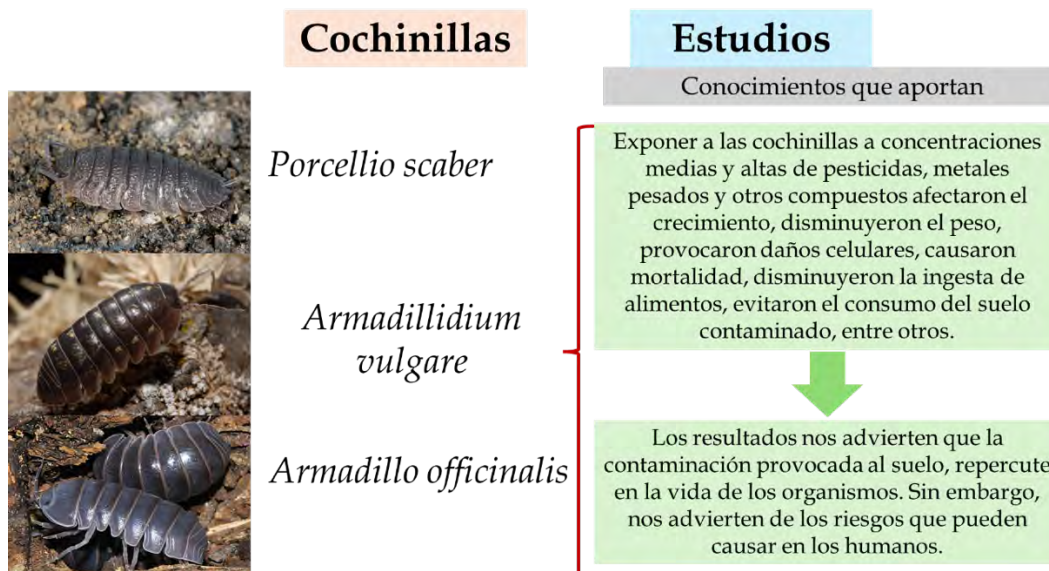 Cochinillas
Estudios
Conocimientos que aportan
Porcellio scaber
Armadillidium
vulgare
Armadillo officinalis
Exponer a las cochinillas a concentraciones
medias y altas de pesticidas, metales
pesados y otros compuestos afectaron el
crecimiento, disminuyeron el peso,
provocaron daños celulares, causaron
mortalidad, disminuyeron la ingesta de
alimentos, evitaron el consumo del suelo
contaminado, entre otros.
Los resultados nos advierten que la
contaminación provocada al suelo, repercute
en la vida de los organismos. Sin embargo,
nos advierten de los riesgos que pueden
causar en los humanos.